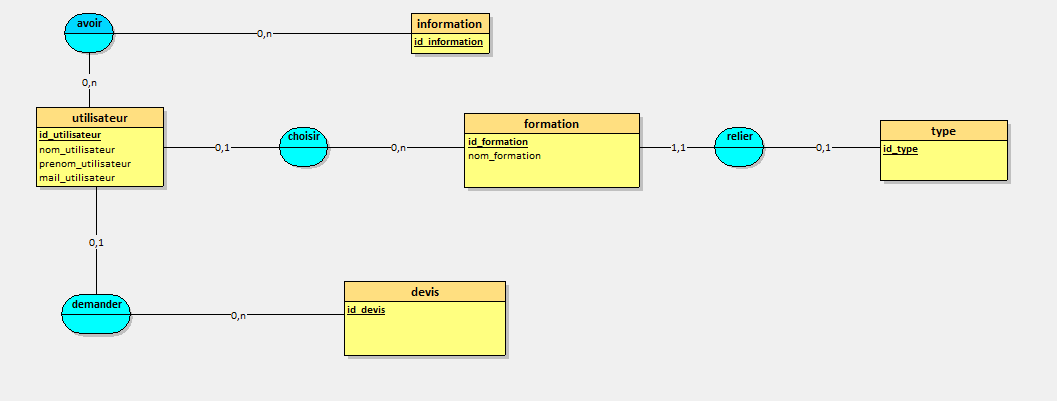 avoir
0,n
information
id_information
0,n
utilisateur
id_utilisateur
nom_utilisateur
prenom_utilisateur
mail_utilisateur
0,1
choisir
0,n
formation
id_formation
nom_formation
1,1
relier
0,1
type
id_type
0,1
demander
0,n
devis
id_devis